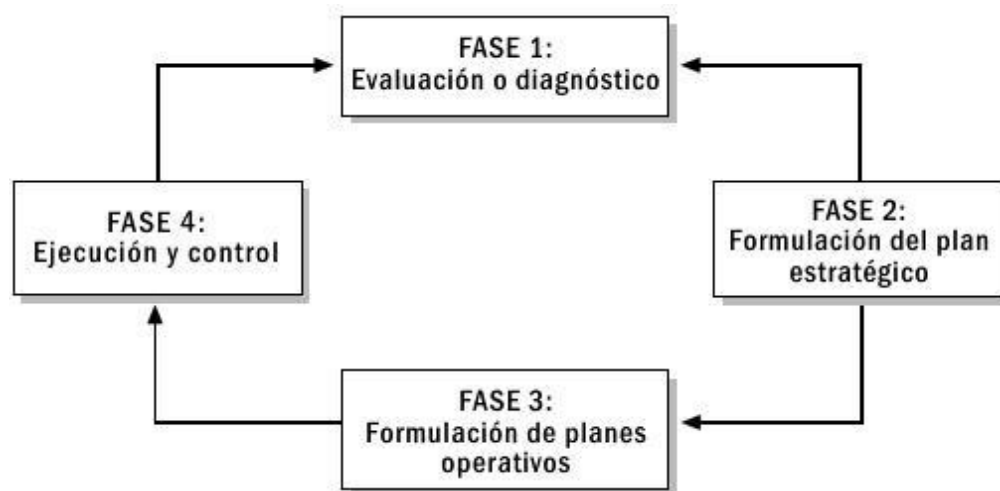 FASE 1:
Evaluación o diagnóstico
FASE 2:
Formulación del plan
estratégico
FASE 3:
Formulación de planes
operativos
FASE 4:
Ejecución y control